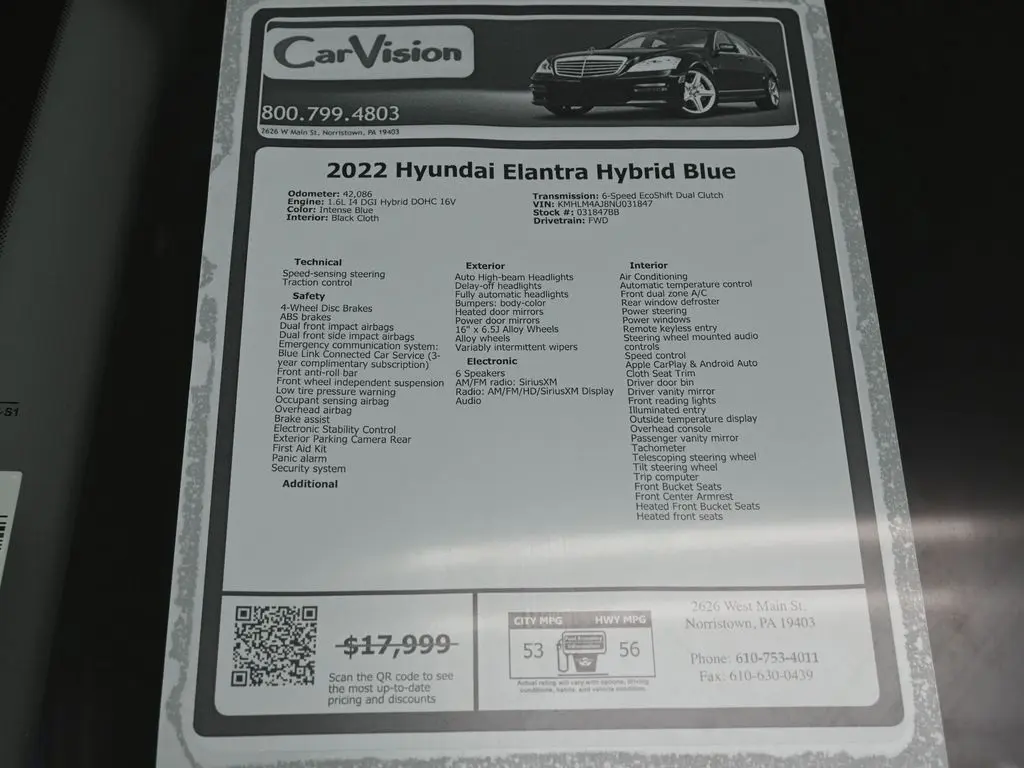 CarVision
800.799.4803
2626 W Main St, Norristown, PA 19403
2022 Hyundai Elantra Hybrid Blue
Odometer: 42,086
Engine: 1.6L I4 DGI Hybrid DOHC 16V
Color: Intense Blue
Interior: Black Cloth
Transmission: 6-Speed EcoShift Dual Clutch
VIN: KMHLM4AJ8NU031847
Stock #: 031847BB
Drivetrain: FWD
Technical
Speed-sensing steering
Traction control
Safety
4-Wheel Disc Brakes
ABS brakes
Dual front impact airbags
Dual front side impact airbags
Emergency communication system:
Blue Link Connected Car Service (3-
year complimentary subscription)
Front anti-roll bar
Front wheel independent suspension
Low tire pressure warning
Occupant sensing airbag
Overhead airbag
Brake assist
Electronic Stability Control
Exterior Parking Camera Rear
First Aid Kit
Panic alarm
Security system
Additional
Exterior
Auto High-beam Headlights
Delay-off headlights
Fully automatic headlights
Bumpers: body-color
Heated door mirrors
Power door mirrors
16" x 6.5J Alloy Wheels
Alloy wheels
Variably intermittent wipers
Electronic
6 Speakers
AM/FM radio: SiriusXM
Radio: AM/FM/HD/SiriusXM Display
Audio
Interior
Air Conditioning
Automatic temperature control
Front dual zone A/C
Rear window defroster
Power steering
Power windows
Remote keyless entry
Steering wheel mounted audio
controls
Speed control
Apple CarPlay & Android Auto
Cloth Seat Trim
Driver door bin
Driver vanity mirror
Front reading lights
Illuminated entry
Outside temperature display
Overhead console
Passenger vanity mirror
Tachometer
Telescoping steering wheel
Tilt steering wheel
Trip computer
Front Bucket Seats
Front Center Armrest
Heated Front Bucket Seats
Heated front seats
$17,999
Scan the QR code to see
the most up-to-date
pricing and discounts
CITY MPG HWY MPG
53 56
Actual rating will vary with options, driving
conditions, habits, and vehicle condition.
2626 West Main St.
Norristown, PA 19403
Phone: 610-753-4011
Fax: 610-630-0439
-S1